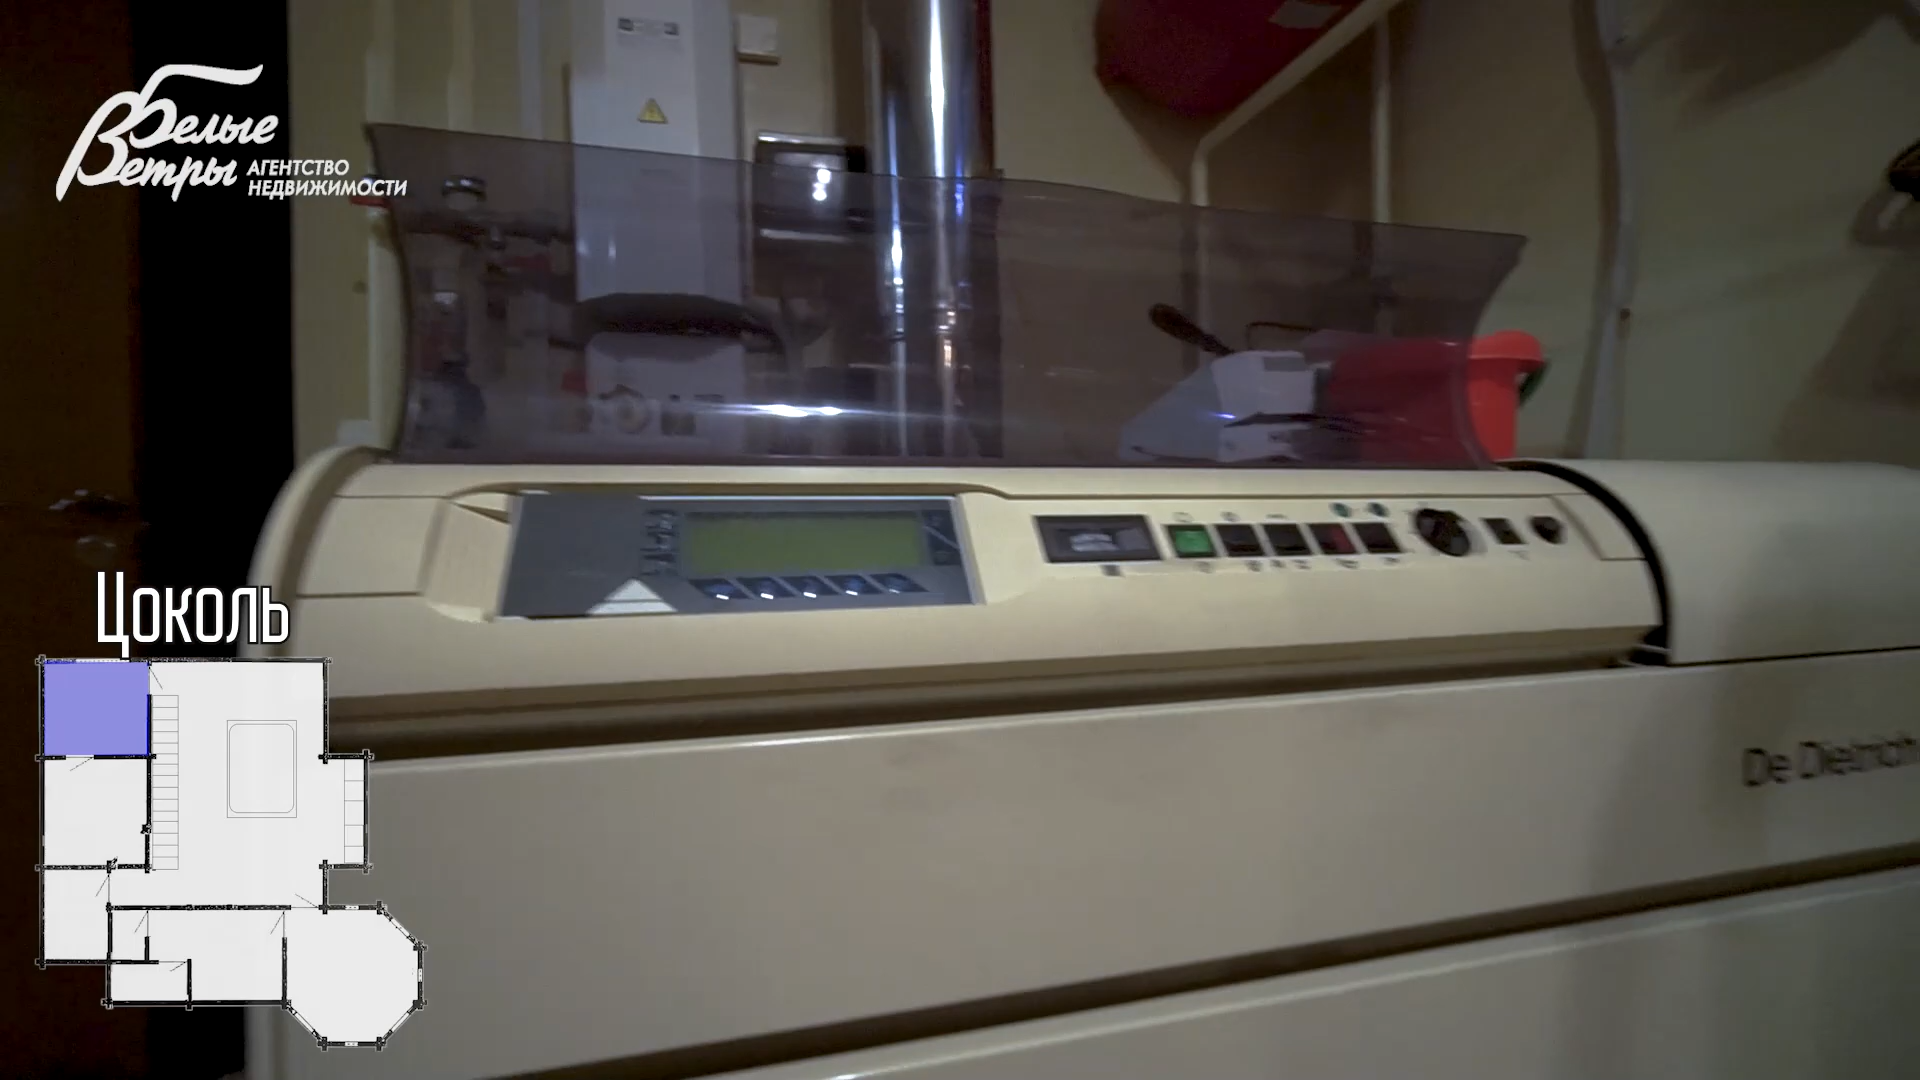 Белые
Ветры
АГЕНТСТВО
НЕДВИЖИМОСТИ
Цоколь
De Dietrich